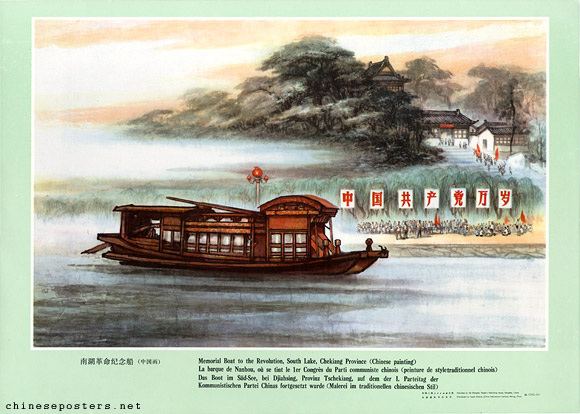 中国共产党万岁
南湖革命纪念船（中国画）
Memorial Boat to the Revolution, South Lake, Chekiang Province (Chinese painting)
La barque de Nanhou, où se tint le 1er Congrès du Parti communiste chinois (peinture de styletraditionnel chinois)
Das Boot im Süd-See, bei Djiahsing, Provinz Tschekiang, auf dem der I. Parteitag der
Kommunistischen Partei Chinas fortgesetzt wurde (Malerei im traditionellen chinesischen Stil)
chineseposters.net